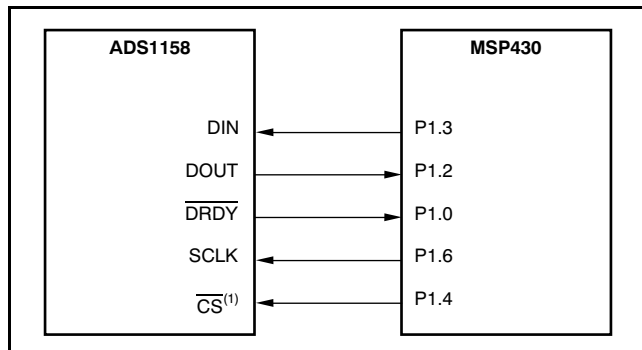 ADS1158 MSP430
DIN P1.3
DOUT P1.2
DRDY P1.0
SCLK P1.6
CS(1) P1.4